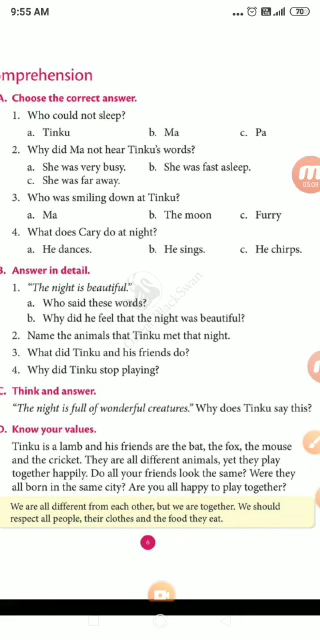 9:55 AM
70
omprehension
A. Choose the correct answer.
1. Who could not sleep?
a. Tinku b. Ma c. Pa
2. Why did Ma not hear Tinku's words?
a. She was very busy. b. She was fast asleep.
c. She was far away.
3. Who was smiling down at Tinku?
a. Ma b. The moon c. Furry
4. What does Cary do at night?
a. He dances. b. He sings. c. He chirps.
B. Answer in detail.
1. "The night is beautiful."
a. Who said these words?
b. Why did he feel that the night was beautiful?
2. Name the animals that Tinku met that night.
3. What did Tinku and his friends do?
4. Why did Tinku stop playing?
C. Think and answer.
"The night is full of wonderful creatures." Why does Tinku say this?
D. Know your values.
Tinku is a lamb and his friends are the bat, the fox, the mouse
and the cricket. They are all different animals, yet they play
together happily. Do all your friends look the same? Were they
all born in the same city? Are you all happy to play together?
We are all different from each other, but we are together. We should
respect all people, their clothes and the food they eat.
6